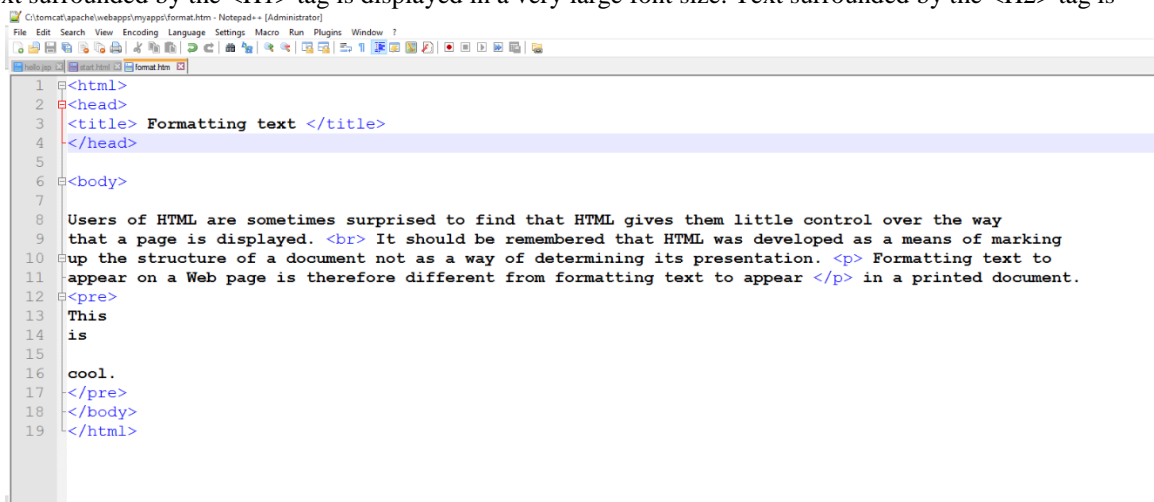 xt surrounded by the <H1> tag is displayed in a very large font size. Text surrounded by the <H2> tag is
C:\tomcat\apache\webapps\myapps\format.htm - Notepad++ [Administrator]
File Edit Search View Encoding Language Settings Macro Run Plugins Window ?
hello.jsp start.html format.htm
1 <html>
2 <head>
3 <title> Formatting text </title>
4 </head>
5
6 <body>
7
8 Users of HTML are sometimes surprised to find that HTML gives them little control over the way
9 that a page is displayed. <br> It should be remembered that HTML was developed as a means of marking
10 up the structure of a document not as a way of determining its presentation. <p> Formatting text to
11 appear on a Web page is therefore different from formatting text to appear </p> in a printed document.
12 <pre>
13 This
14 is
15
16 cool.
17 </pre>
18 </body>
19 </html>